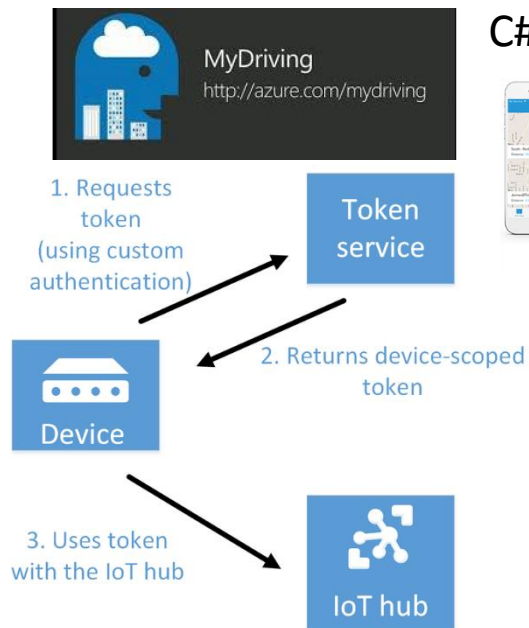 MyDriving
http://azure.com/mydriving
C#
1. Requests
token
(using custom
authentication)
Token
service
2. Returns device-scoped
token
Device
3. Uses token
with the IoT hub
IoT hub